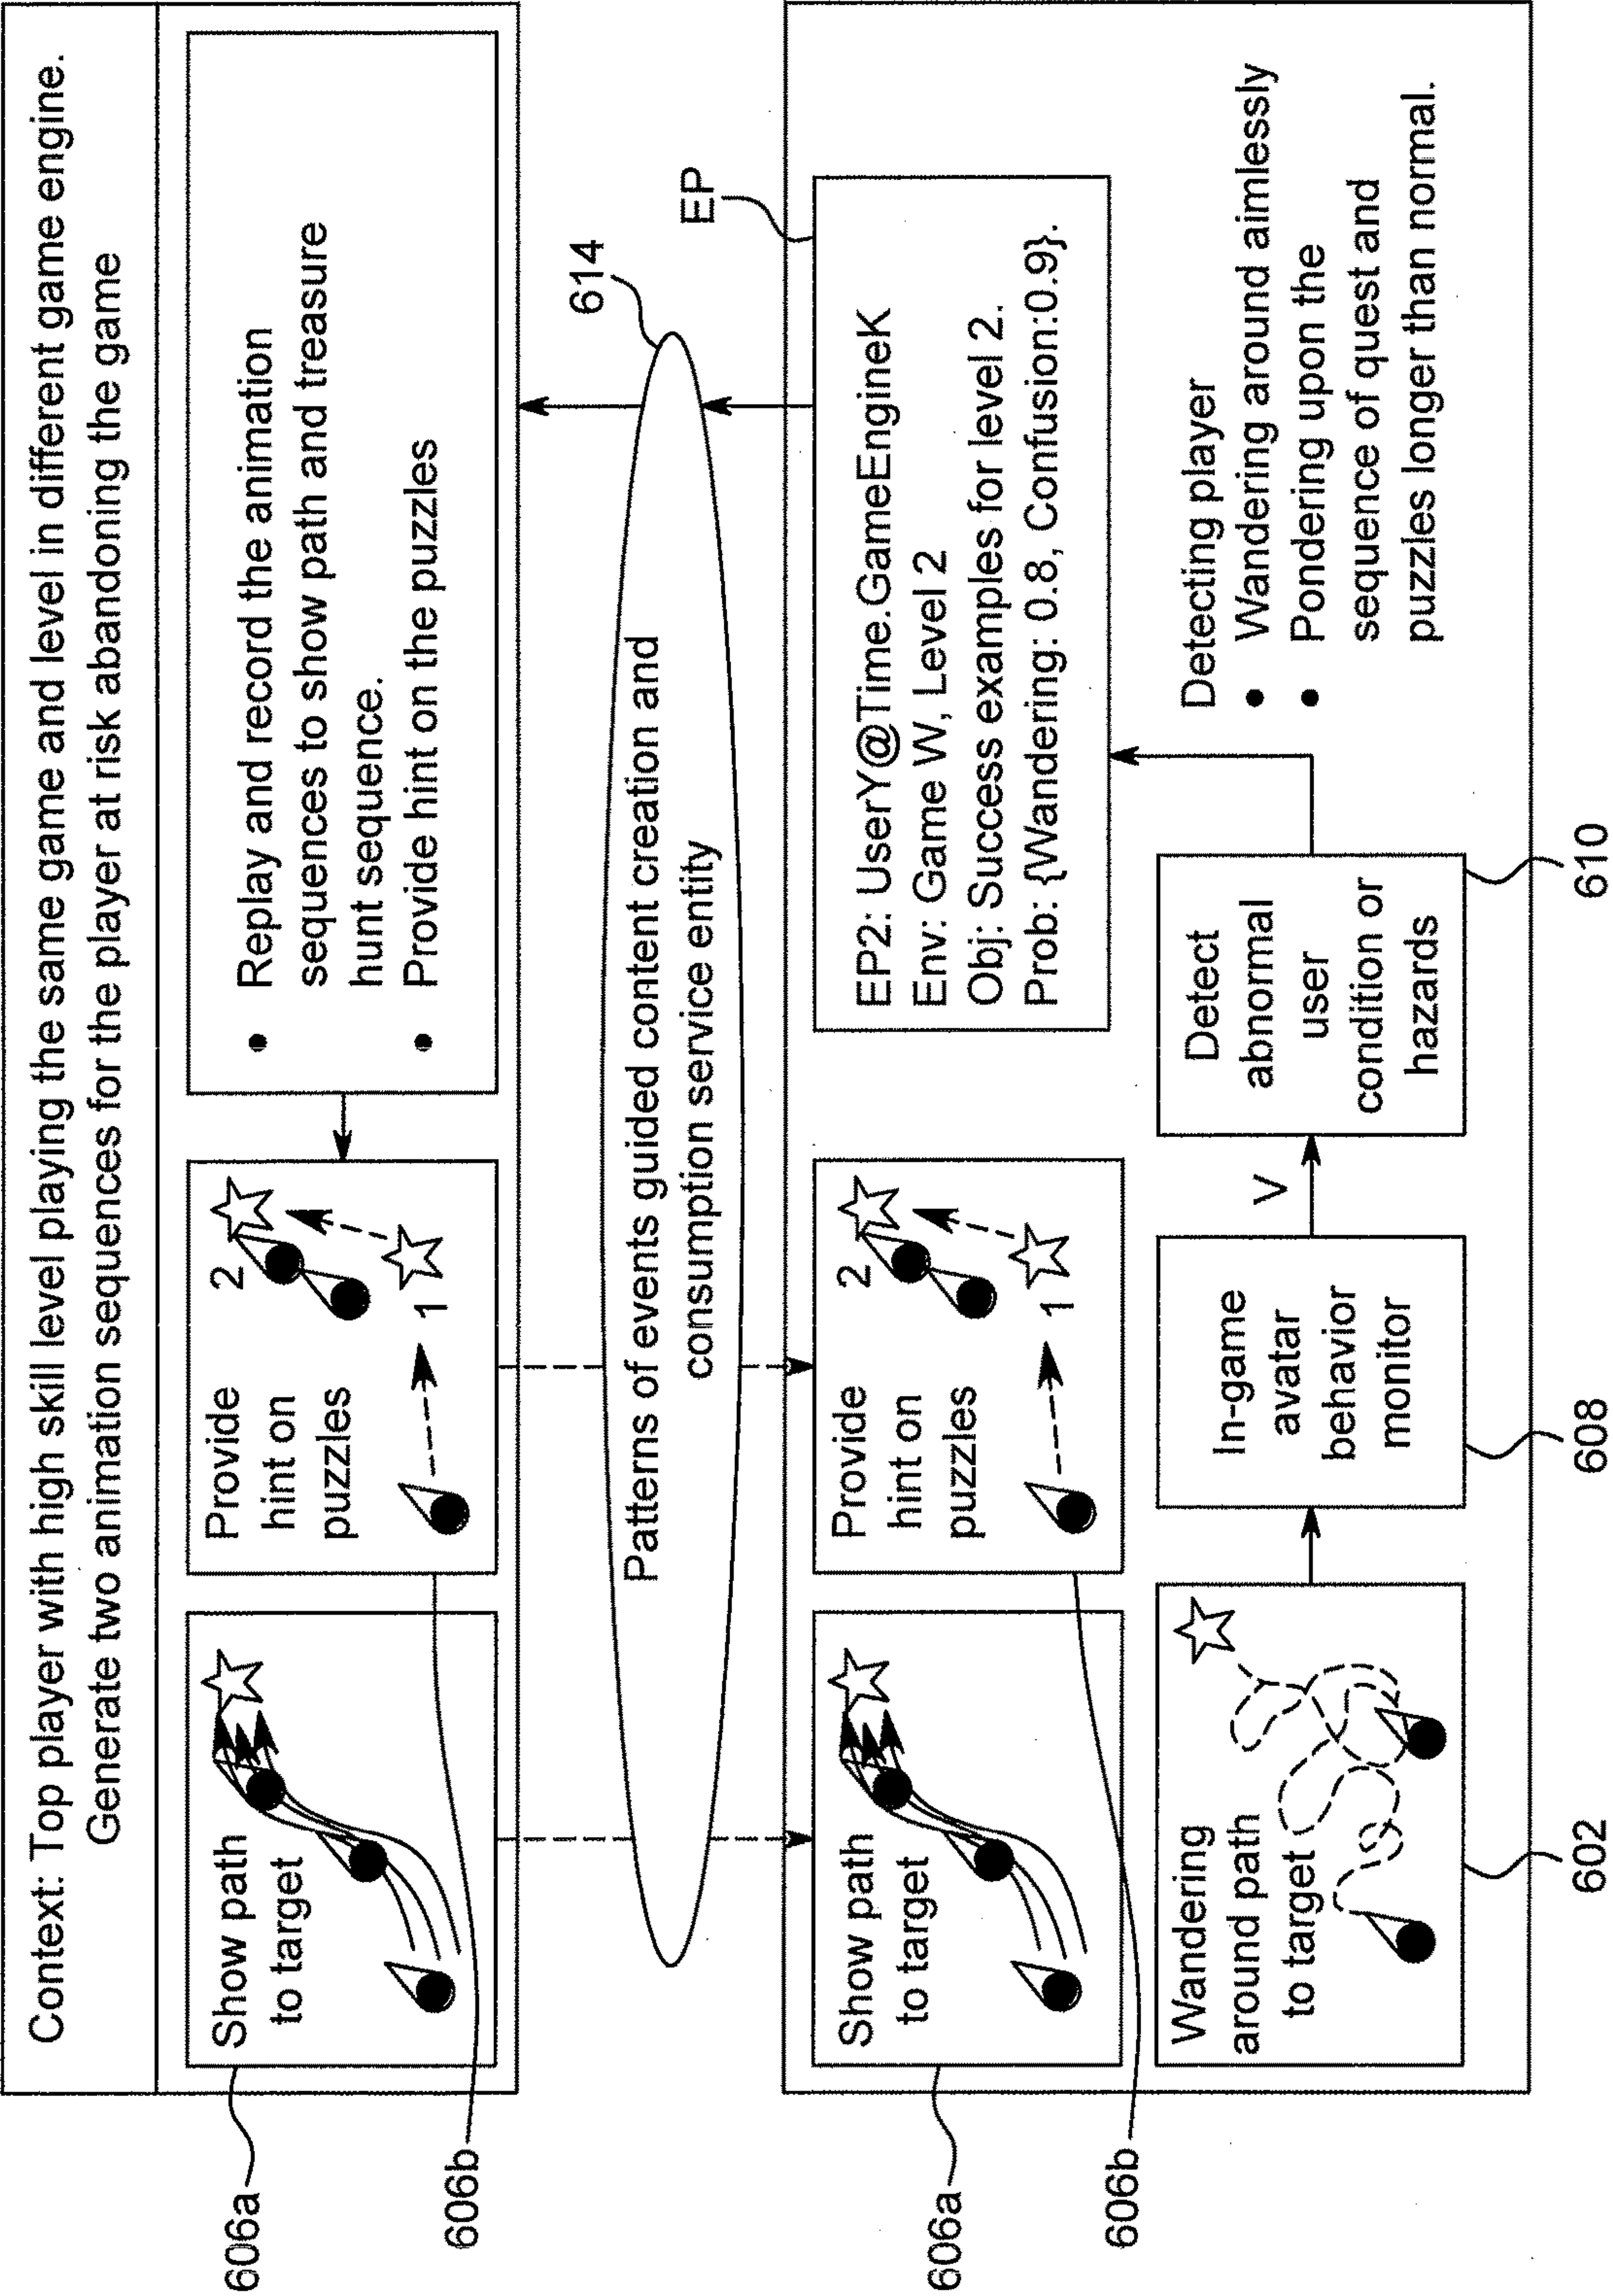 Context: Top player with high skill level playing the same game and level in different game engine.
Generate two animation sequences for the player at risk abandoning the game
606a
Show path
to target
606b
Provide
hint on
puzzles
1
2
• Replay and record the animation
sequences to show path and treasure
hunt sequence.
• Provide hint on the puzzles
614
Patterns of events guided content creation and
consumption service entity
EP
606a
Show path
to target
606b
Provide
hint on
puzzles
1
2
EP2: UserY@Time.GameEngineK
Env: Game W, Level 2
Obj: Success examples for level 2.
Prob: {Wandering: 0.8, Confusion:0.9}.
Wandering
around path
to target
602
In-game
avatar
behavior
monitor
608
V
Detect
abnormal
user
condition or
hazards
610
Detecting player
• Wandering around aimlessly
• Pondering upon the
sequence of quest and
puzzles longer than normal.